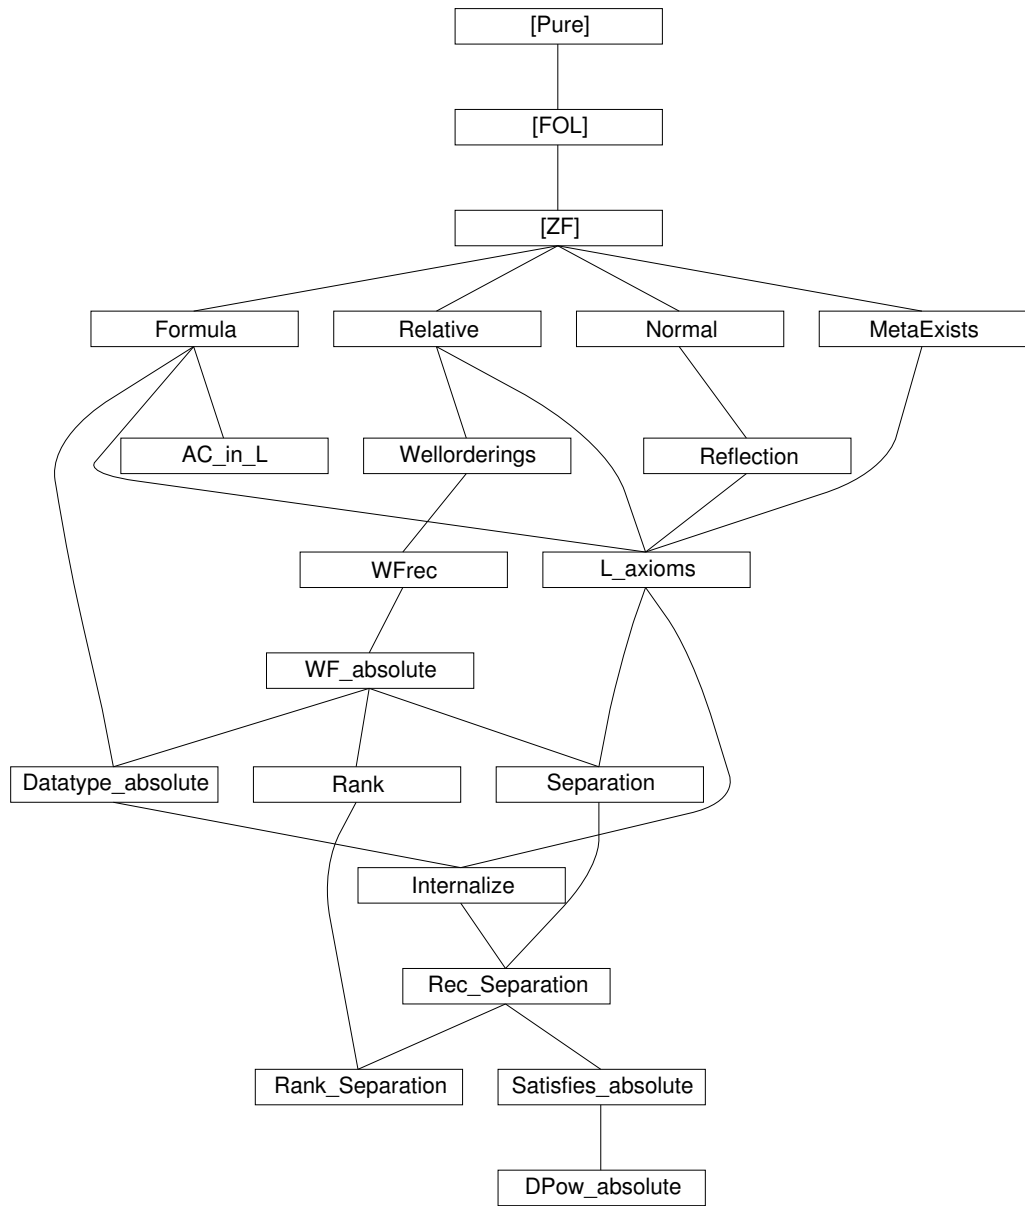 [Pure]
[FOL]
[ZF]
Formula
Relative
Normal
MetaExists
AC_in_L
Wellorderings
Reflection
WFrec
L_axioms
WF_absolute
Datatype_absolute
Rank
Separation
Internalize
Rec_Separation
Rank_Separation
Satisfies_absolute
DPow_absolute